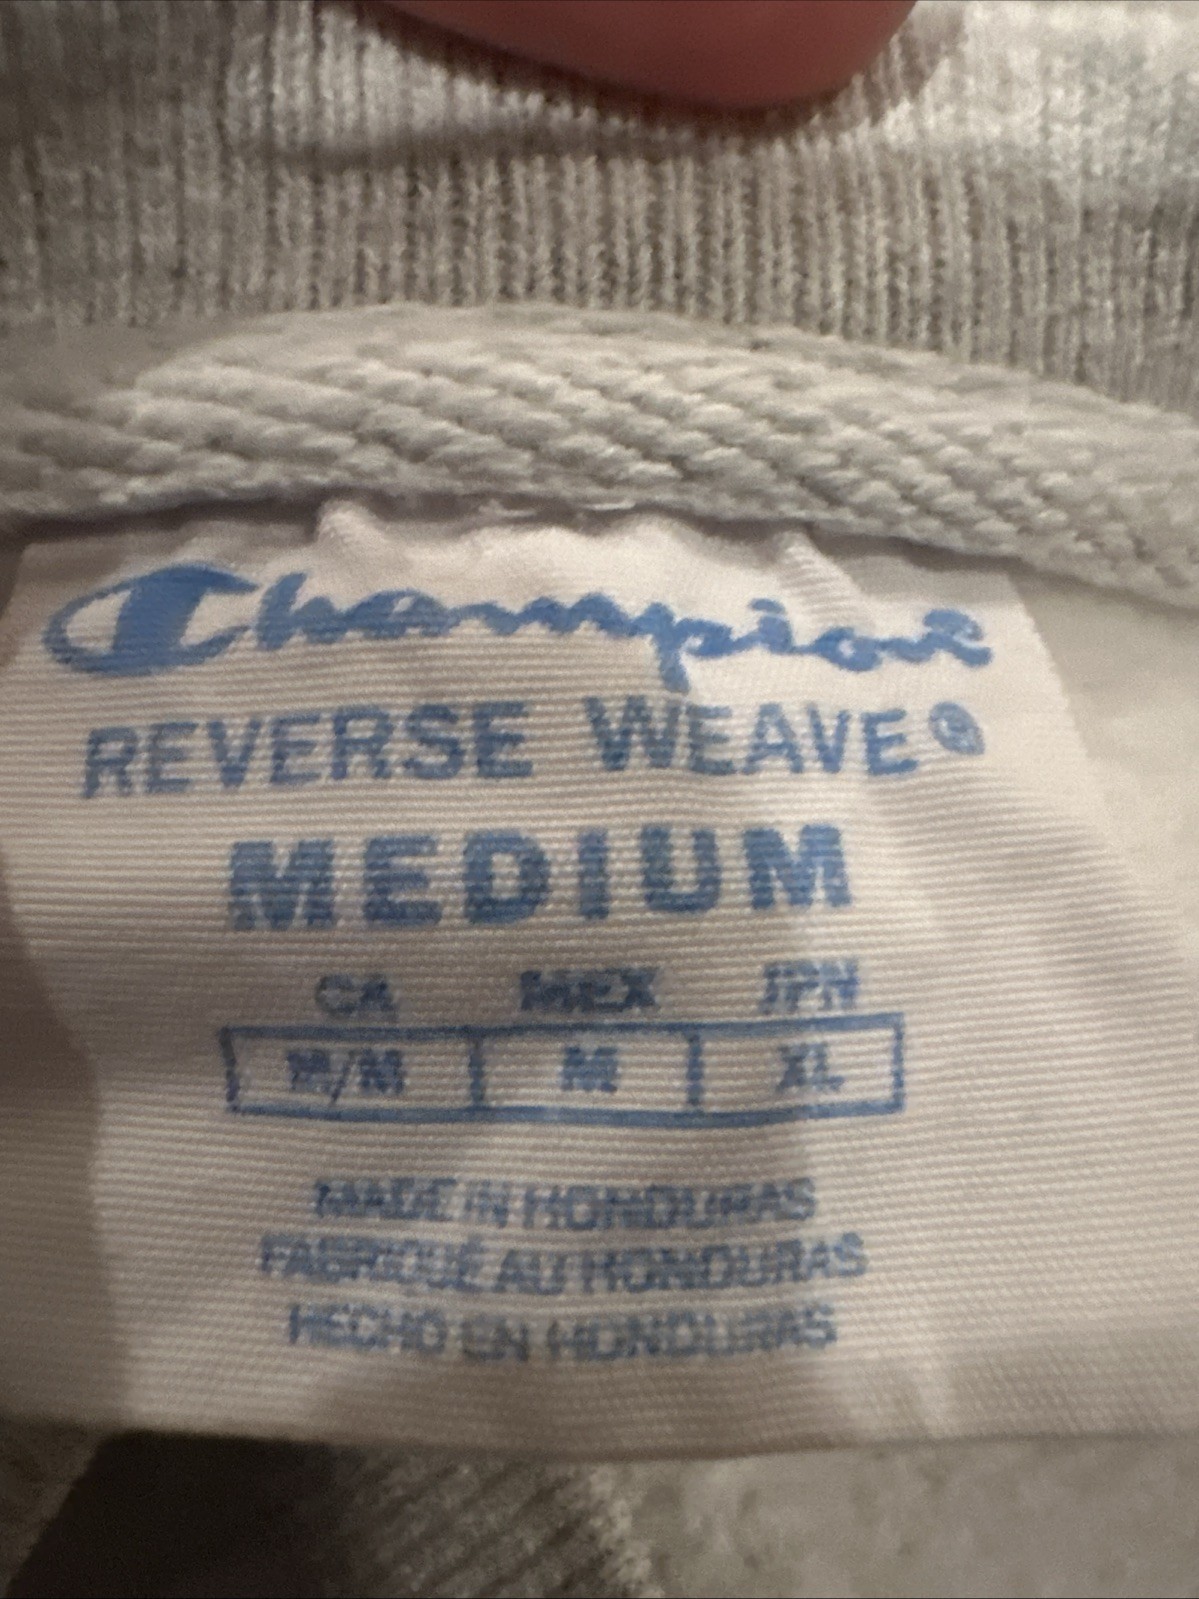 Champion
REVERSE WEAVE®
MEDIUM
CA MEX JPN
M/M M XL
MADE IN HONDURAS
FABRIQUÉ AU HONDURAS
HECHO EN HONDURAS